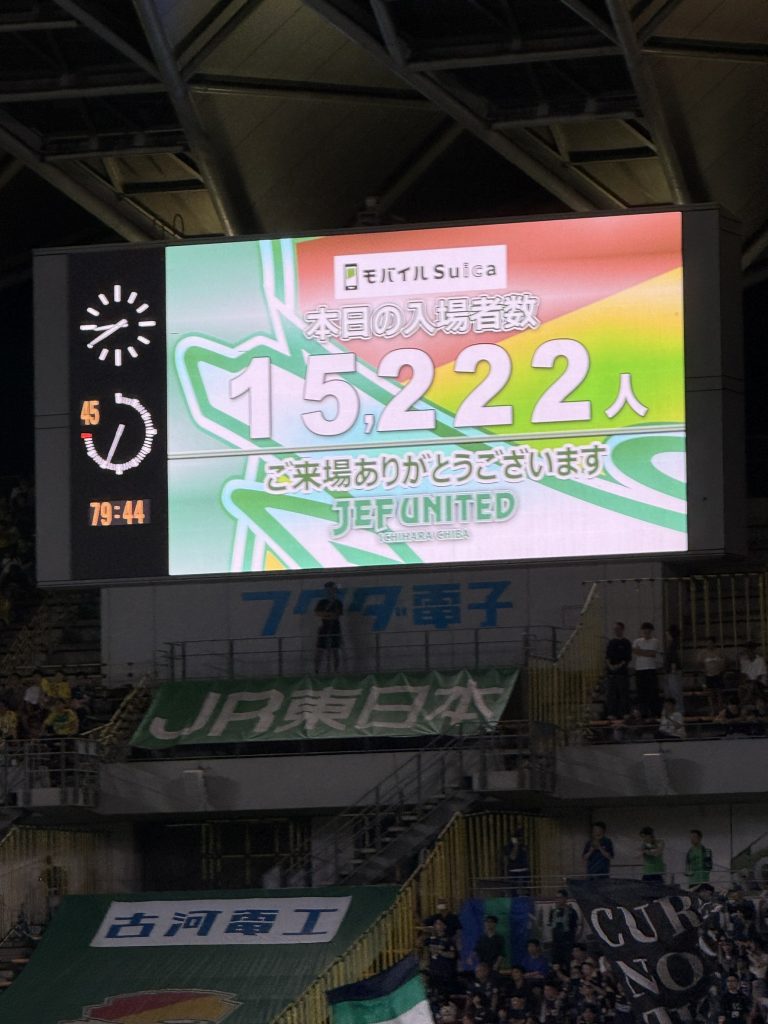 モバイルSuica
本日の入場者数
15,222人
ご来場ありがとうございます
JEF UNITED
ICHIHARA CHIBA
45
79:44
フクダ電子
JR東日本
古河電工
CUR
NO